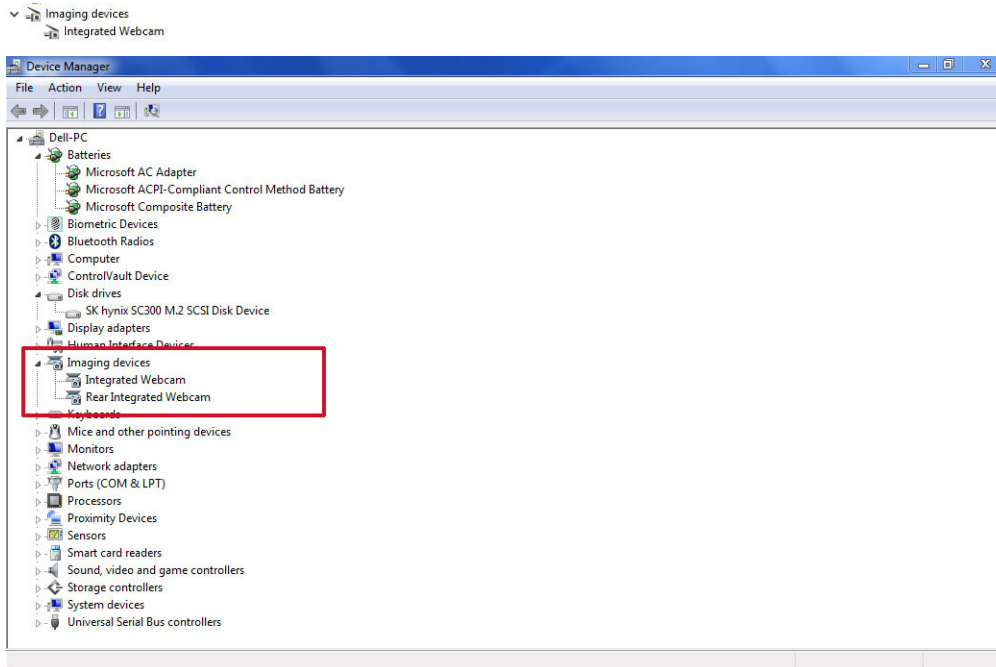 Imaging devices
Integrated Webcam
Device Manager
File Action View Help
Dell-PC
Batteries
Microsoft AC Adapter
Microsoft ACPI-Compliant Control Method Battery
Microsoft Composite Battery
Biometric Devices
Bluetooth Radios
Computer
ControlVault Device
Disk drives
SK hynix SC300 M.2 SCSI Disk Device
Display adapters
Human Interface Devices
Imaging devices
Integrated Webcam
Rear Integrated Webcam
Keyboards
Mice and other pointing devices
Monitors
Network adapters
Ports (COM & LPT)
Processors
Proximity Devices
Sensors
Smart card readers
Sound, video and game controllers
Storage controllers
System devices
Universal Serial Bus controllers